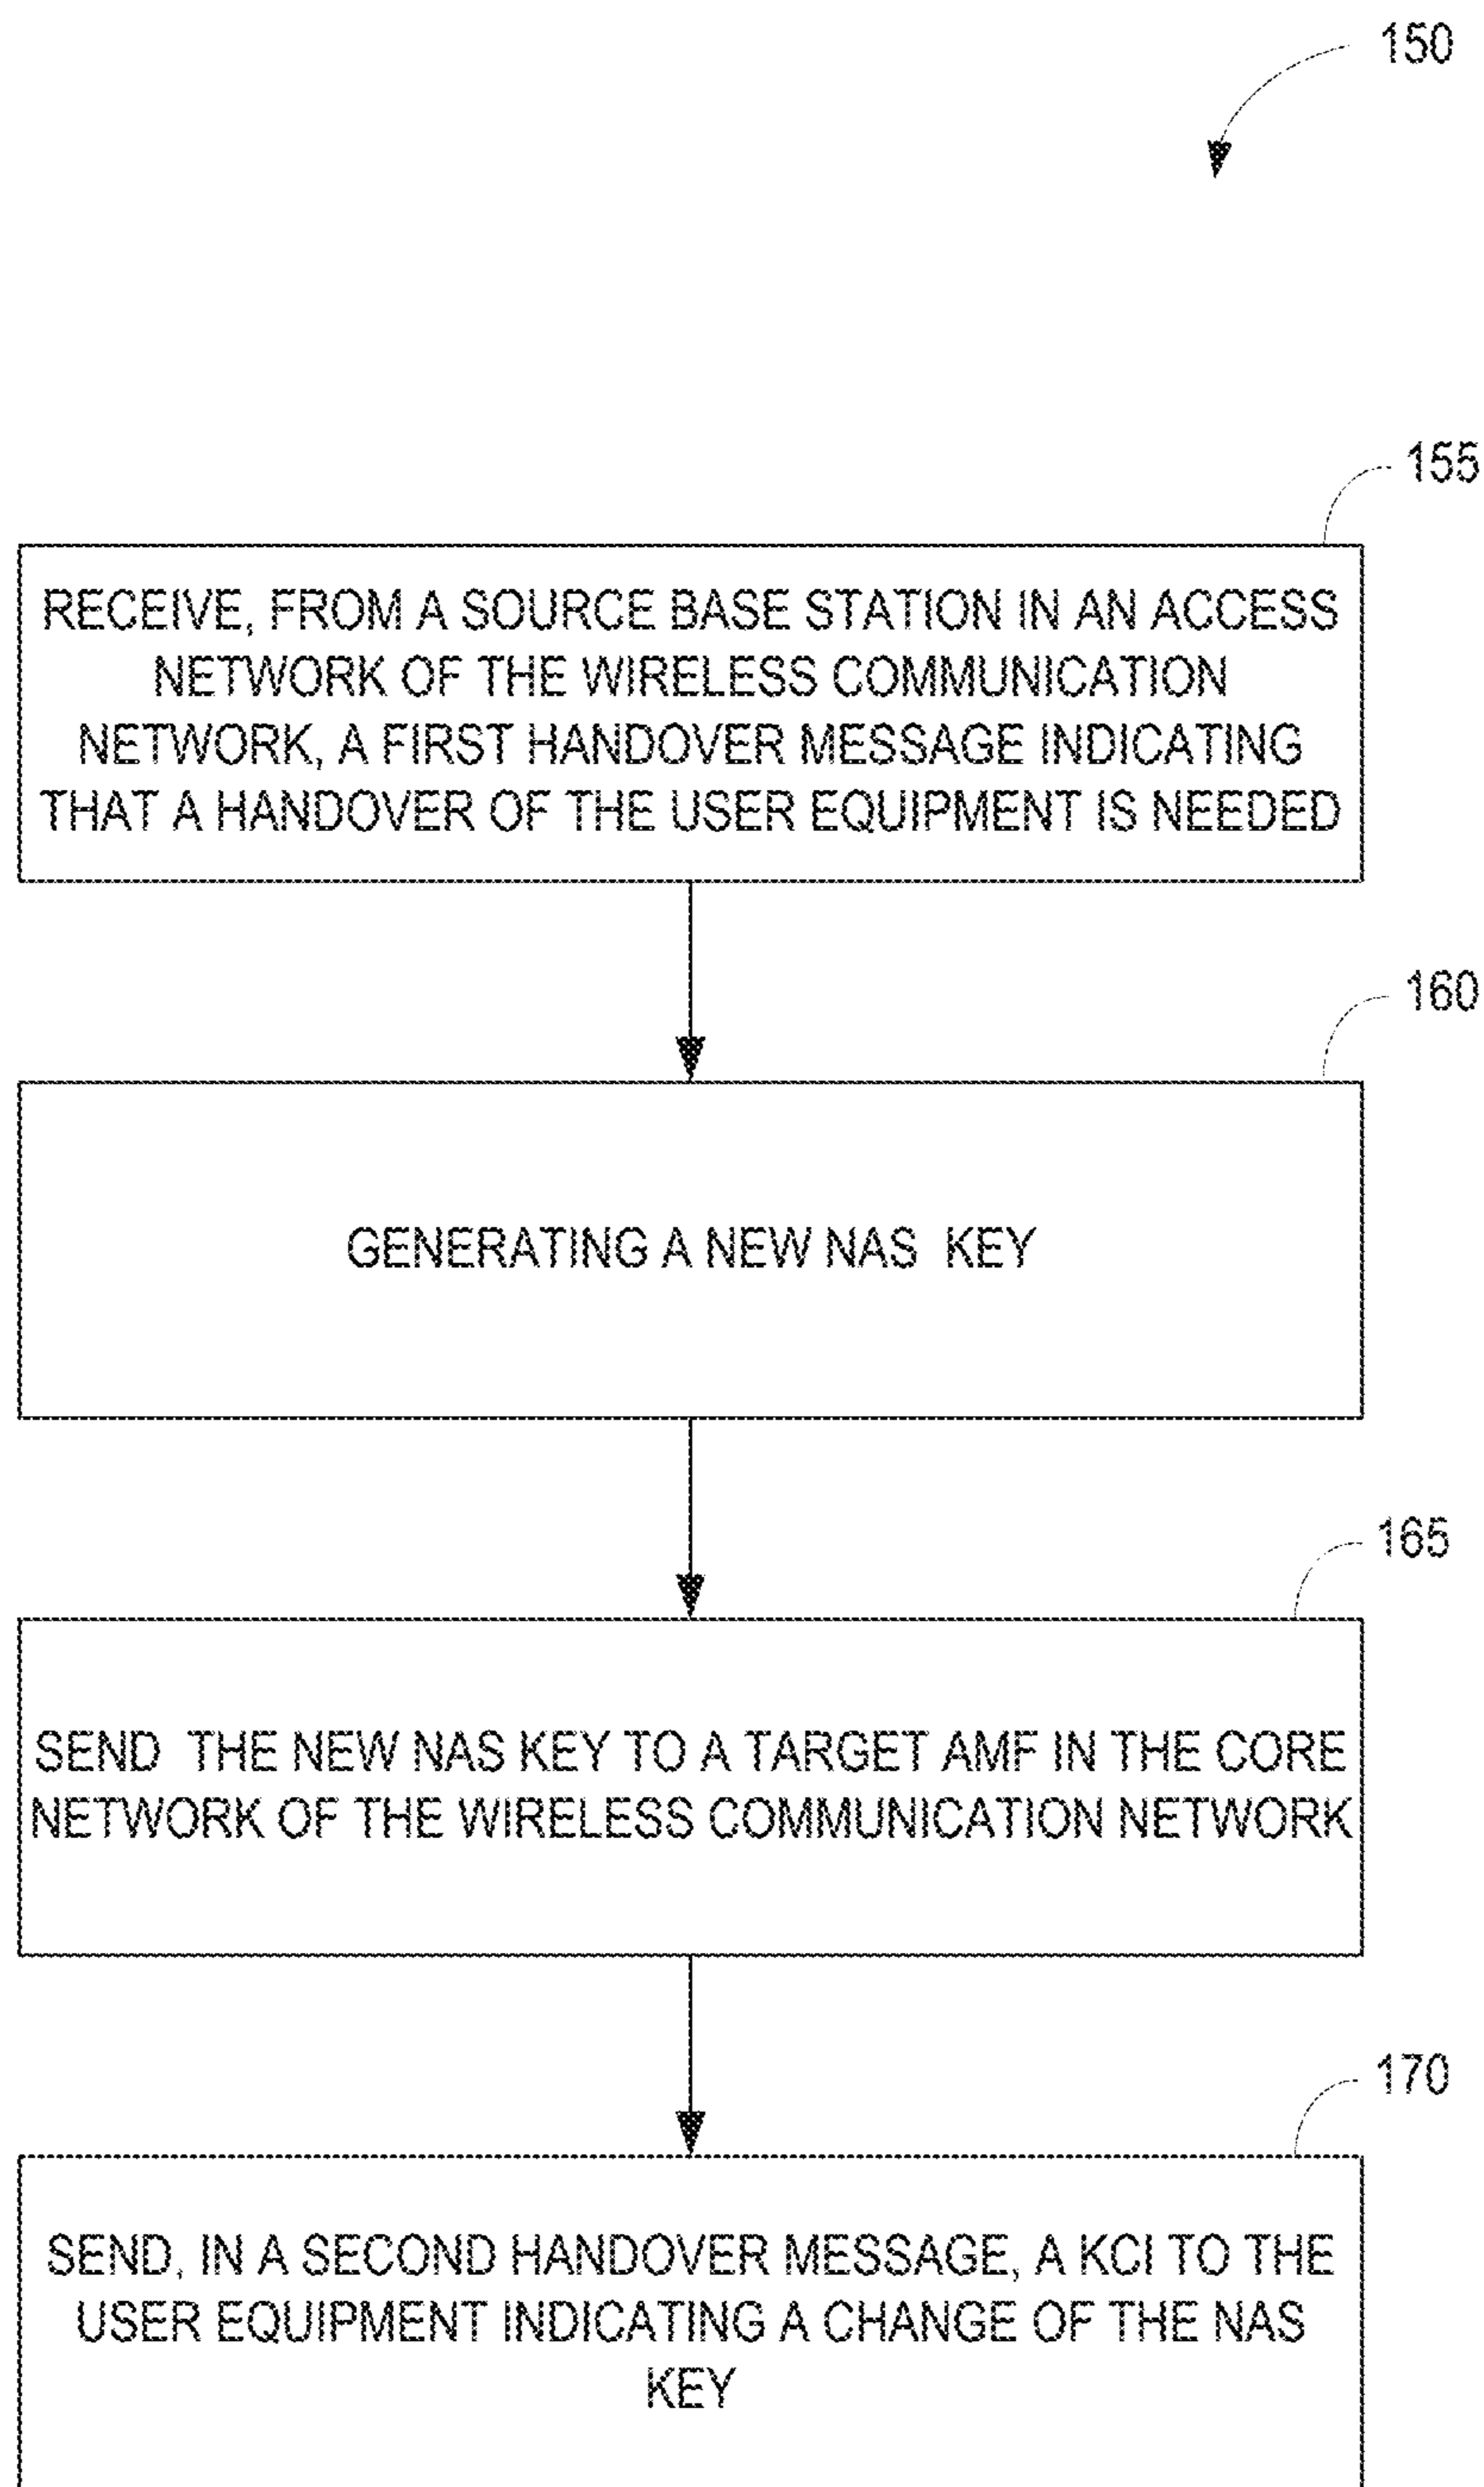 150
155
RECEIVE, FROM A SOURCE BASE STATION IN AN ACCESS
NETWORK OF THE WIRELESS COMMUNICATION
NETWORK, A FIRST HANDOVER MESSAGE INDICATING
THAT A HANDOVER OF THE USER EQUIPMENT IS NEEDED
160
GENERATING A NEW NAS KEY
165
SEND THE NEW NAS KEY TO A TARGET AMF IN THE CORE
NETWORK OF THE WIRELESS COMMUNICATION NETWORK
170
SEND, IN A SECOND HANDOVER MESSAGE, A KCI TO THE
USER EQUIPMENT INDICATING A CHANGE OF THE NAS
KEY